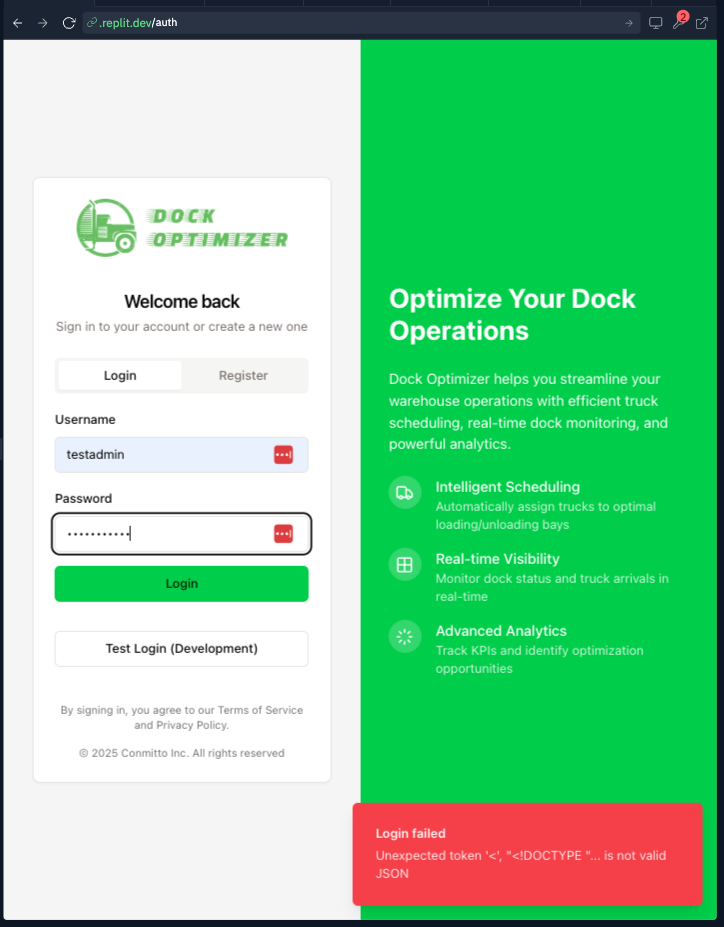 .replit.dev/auth
2
DOCK
OPTIMIZER
Welcome back
Sign in to your account or create a new one
Login
Register
Username
testadmin
Password
•••••••••••
Login
Test Login (Development)
By signing in, you agree to our Terms of Service
and Privacy Policy.
© 2025 Conmitto Inc. All rights reserved
Optimize Your Dock
Operations
Dock Optimizer helps you streamline your
warehouse operations with efficient truck
scheduling, real-time dock monitoring, and
powerful analytics.
Intelligent Scheduling
Automatically assign trucks to optimal
loading/unloading bays
Real-time Visibility
Monitor dock status and truck arrivals in
real-time
Advanced Analytics
Track KPIs and identify optimization
opportunities
Login failed
Unexpected token '<', "<!DOCTYPE "... is not valid
JSON